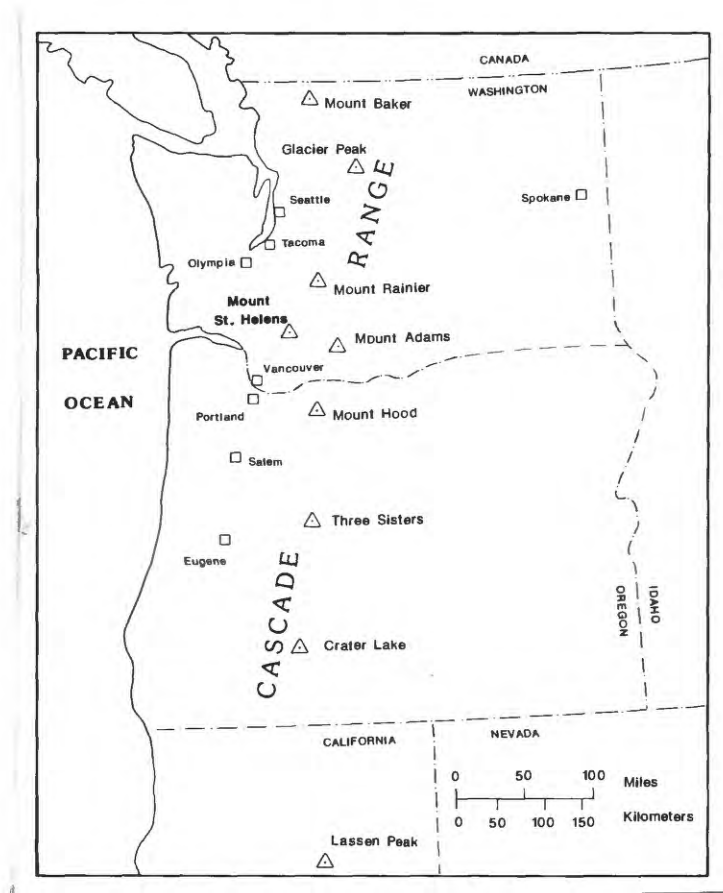 CANADA
WASHINGTON
Mount Baker
Glacier Peak
RANGE
Seattle
Spokane
Tacoma
Olympia
Mount Rainier
Mount
St. Helens
Mount Adams
PACIFIC
OCEAN
Vancouver
Portland
Mount Hood
Salem
Three Sisters
Eugene
CASCADE
IDAHO
OREGON
Crater Lake
CALIFORNIA
NEVADA
0 50 100 Miles
0 50 100 150 Kilometers
Lassen Peak